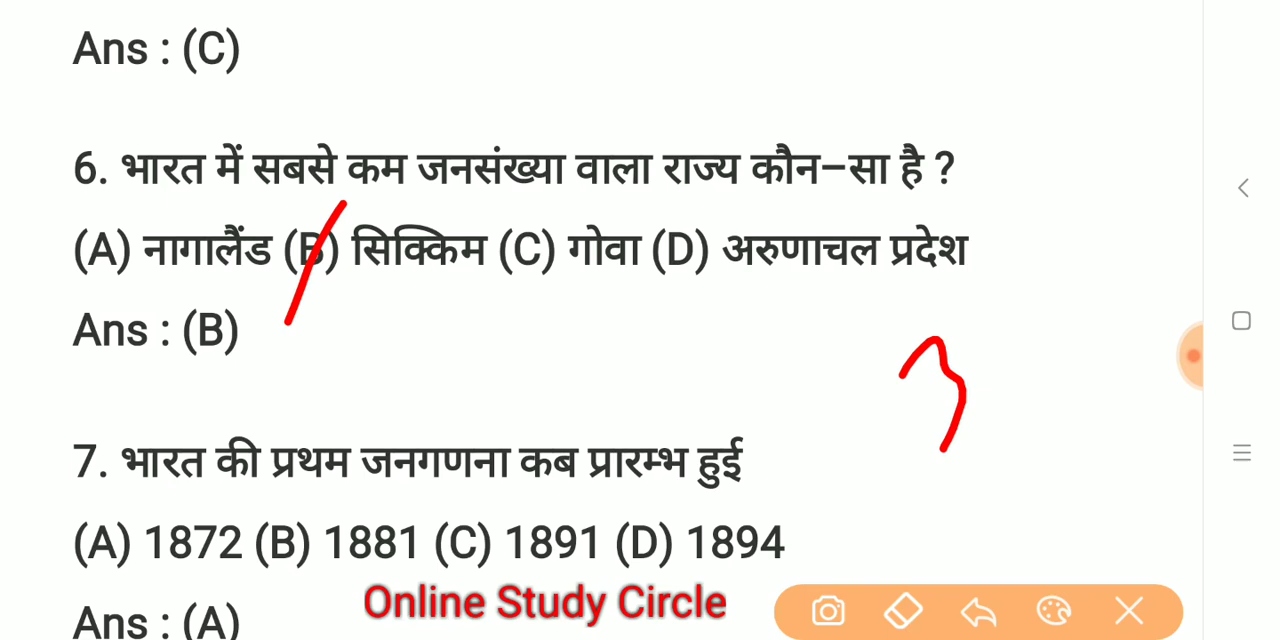 Ans : (C)
6. भारत में सबसे कम जनसंख्या वाला राज्य कौन–सा है ?
(A) नागालैंड (B) सिक्किम (C) गोवा (D) अरुणाचल प्रदेश
Ans : (B)
3
7. भारत की प्रथम जनगणना कब प्रारम्भ हुई
(A) 1872 (B) 1881 (C) 1891 (D) 1894
Online Study Circle
Ans : (A)